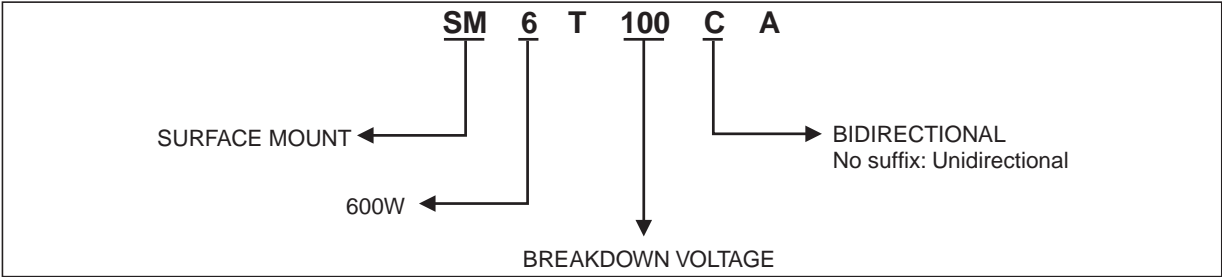 SM 6 T 100 C A
SURFACE MOUNT
BIDIRECTIONAL
No suffix: Unidirectional
600W
BREAKDOWN VOLTAGE